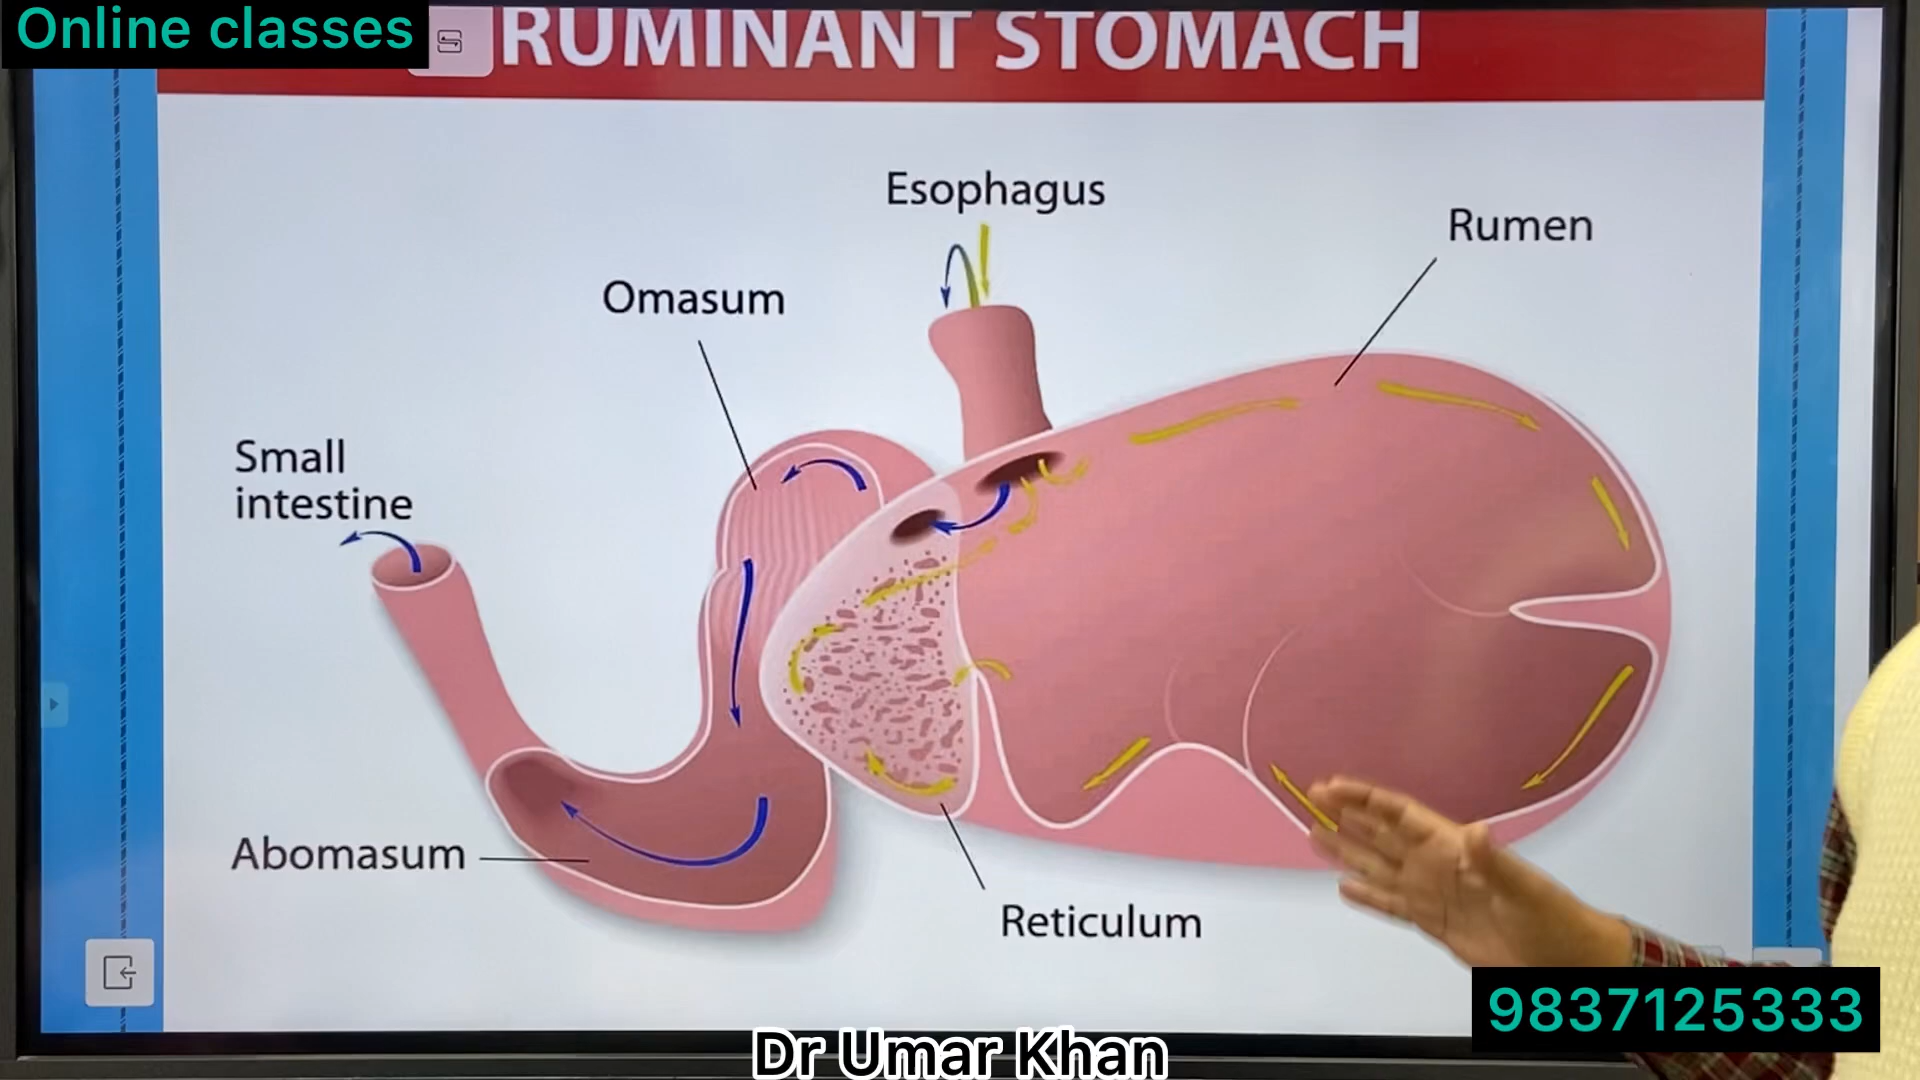 Online classes
RUMINANT STOMACH
Esophagus
Rumen
Omasum
Small
intestine
Abomasum
Reticulum
9837125333
Dr Umar Khan